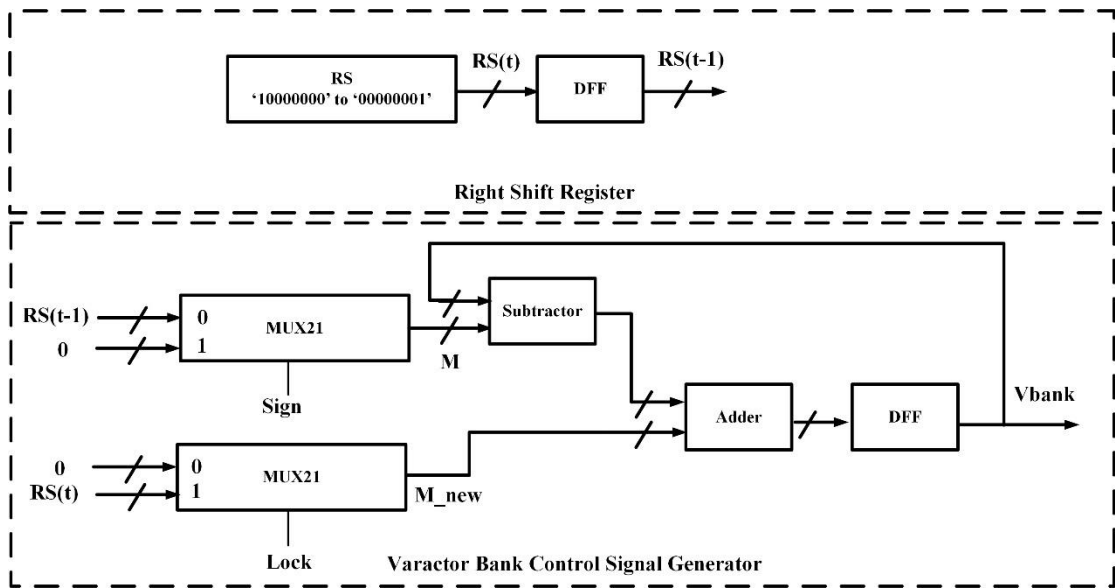 RS
‘10000000’ to ‘00000001’
RS(t)
DFF
RS(t-1)
Right Shift Register
RS(t-1)
0
0
1
MUX21
Sign
M
Subtractor
0
RS(t)
0
1
MUX21
Lock
M_new
Adder
DFF
Vbank
Varactor Bank Control Signal Generator